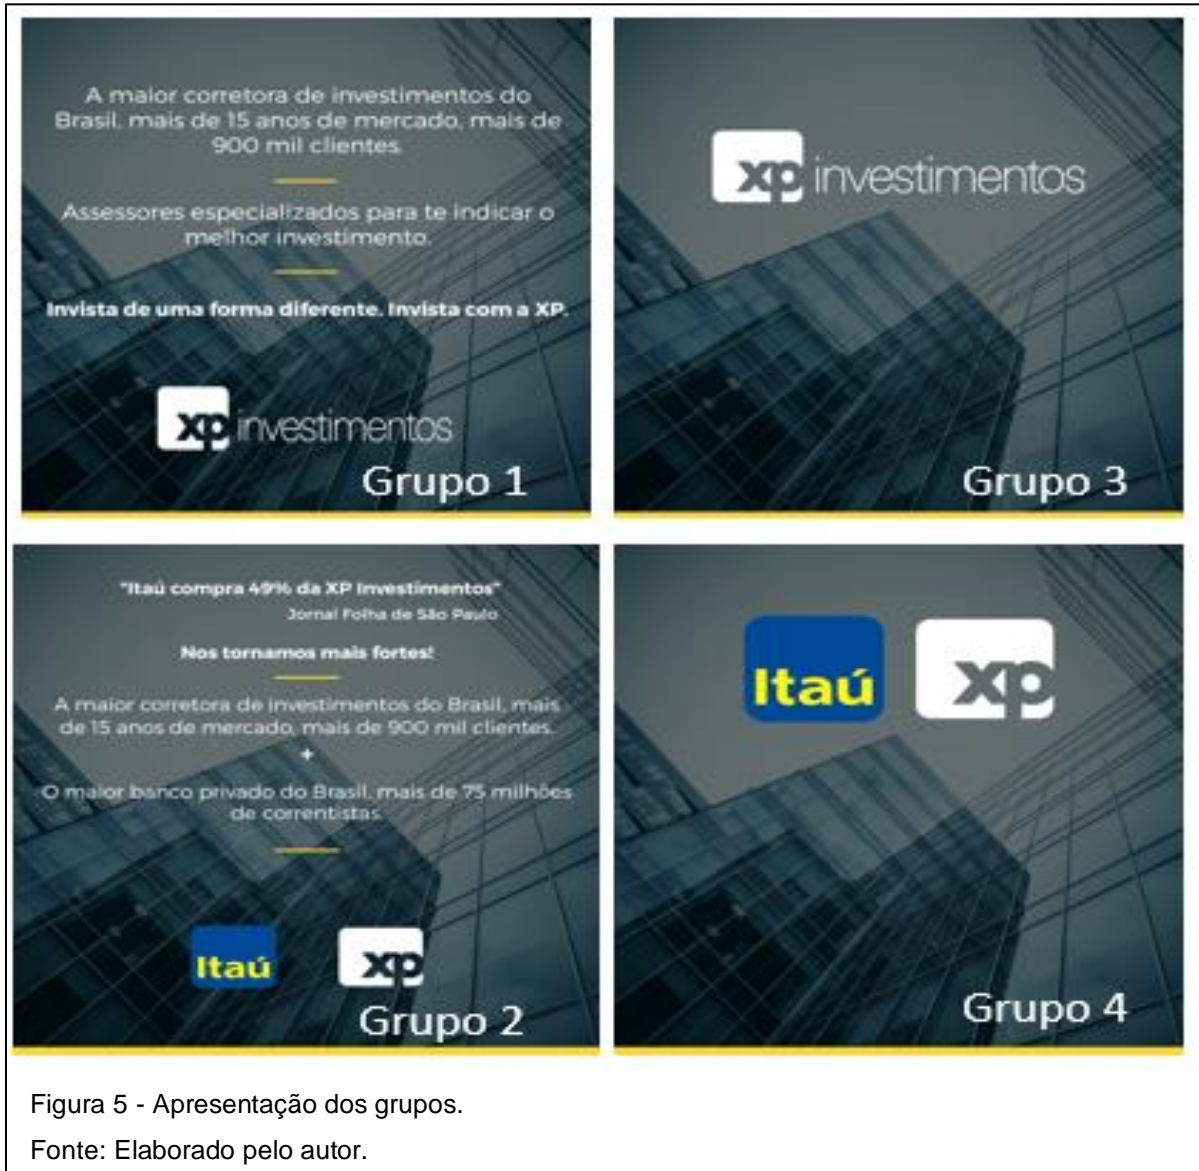 A maior corretora de investimentos do
Brasil, mais de 15 anos de mercado, mais de
900 mil clientes.
Assessores especializados para te indicar o
melhor investimento.
Invista de uma forma diferente. Invista com a XP.
xp investimentos
Grupo 1
xp investimentos
Grupo 3
"Itaú compra 49% da XP Investimentos"
Jornal Folha de São Paulo
Nos tornamos mais fortes!
A maior corretora de investimentos do Brasil, mais
de 15 anos de mercado, mais de 900 mil clientes.
+
O maior banco privado do Brasil, mais de 75 milhões
de correntistas.
Itaú xp
Grupo 2
Itaú xp
Grupo 4
Figura 5 - Apresentação dos grupos.
Fonte: Elaborado pelo autor.